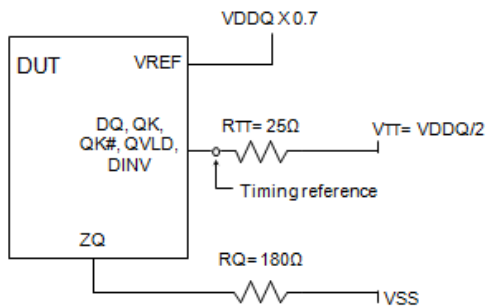 VDDQ X 0.7
DUT
VREF
DQ, QK,
QK#, QVLD,
DINV
RTT= 25Ω
VTT= VDDQ/2
Timing reference
ZQ
RQ= 180Ω
VSS